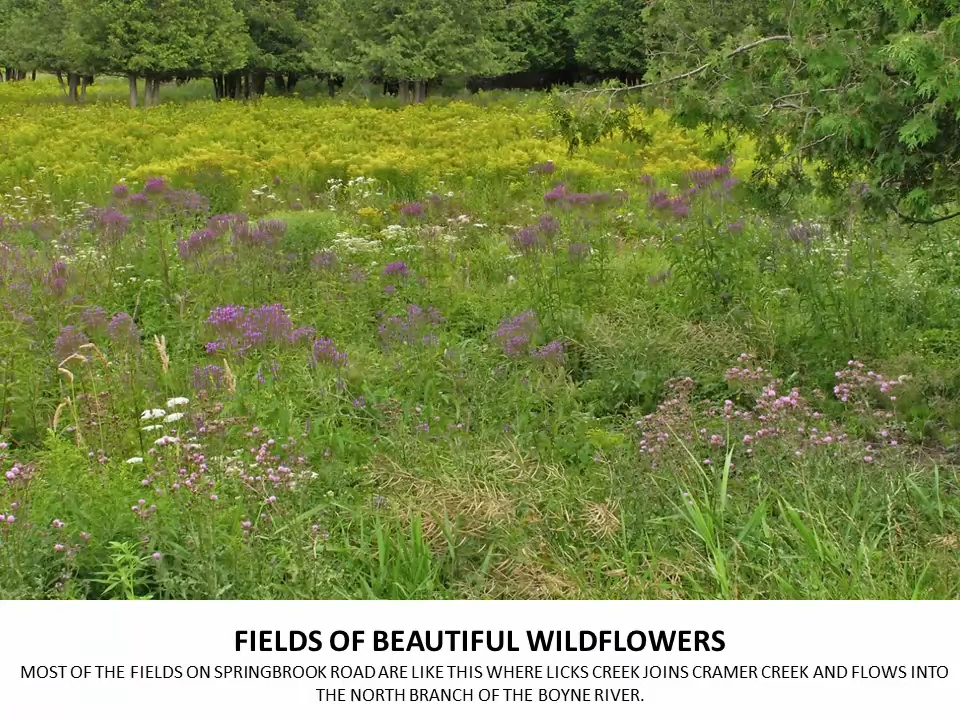 FIELDS OF BEAUTIFUL WILDFLOWERS
MOST OF THE FIELDS ON SPRINGBROOK ROAD ARE LIKE THIS WHERE LICKS CREEK JOINS CRAMER CREEK AND FLOWS INTO
THE NORTH BRANCH OF THE BOYNE RIVER.